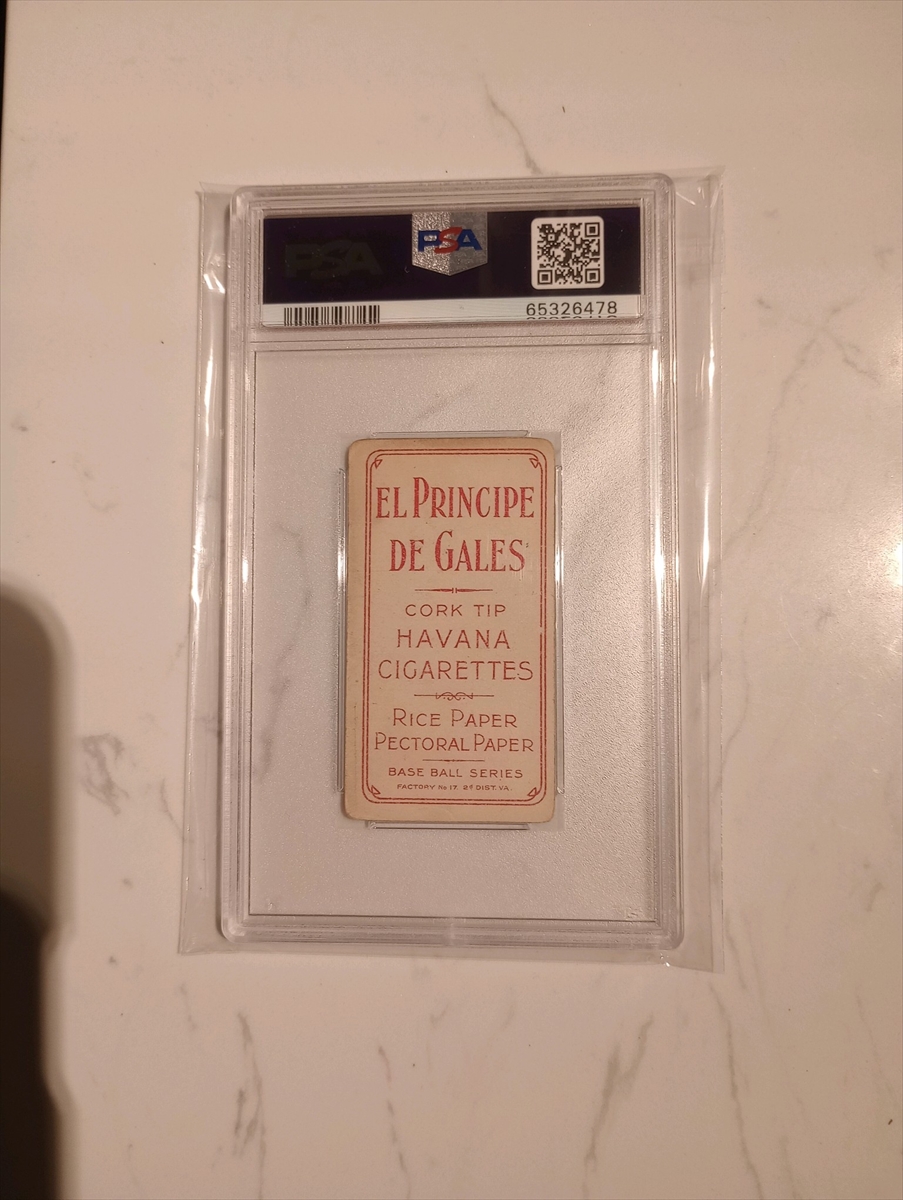 PSA
PSA
65326478
EL PRINCIPE
DE GALES
CORK TIP
HAVANA
CIGARETTES
RICE PAPER
PECTORAL PAPER
BASE BALL SERIES
FACTORY No 17 2d DIST. VA.